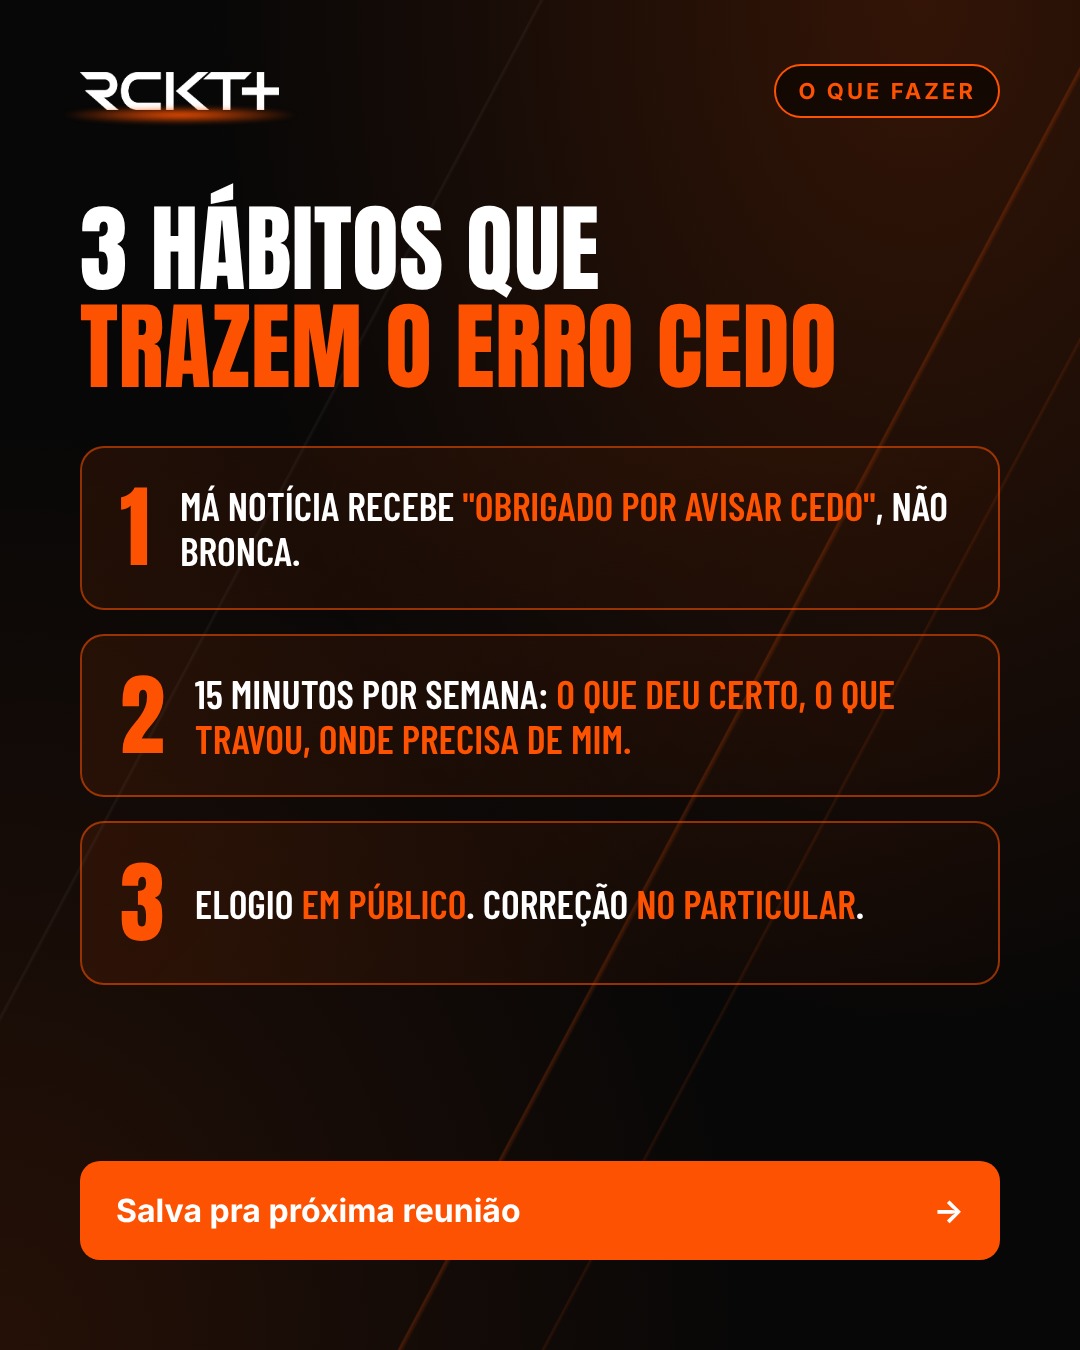 RCKT+
O QUE FAZER
3 HÁBITOS QUE
TRAZEM O ERRO CEDO
1
MÁ NOTÍCIA RECEBE "OBRIGADO POR AVISAR CEDO", NÃO
BRONCA.
2
15 MINUTOS POR SEMANA: O QUE DEU CERTO, O QUE
TRAVOU, ONDE PRECISA DE MIM.
3
ELOGIO EM PÚBLICO. CORREÇÃO NO PARTICULAR.
Salva pra próxima reunião →